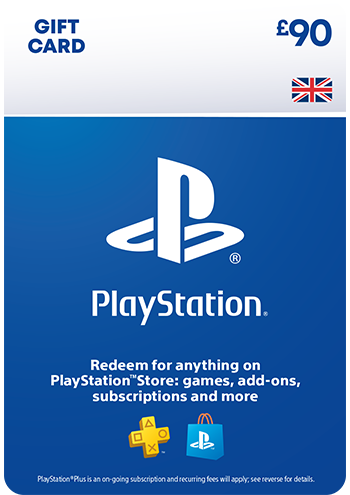 GIFT £90
CARD
PlayStation®
Redeem for anything on
PlayStation™Store: games, add-ons,
subscriptions and more
PlayStation®Plus is an on-going subscription and recurring fees will apply; see reverse for details.